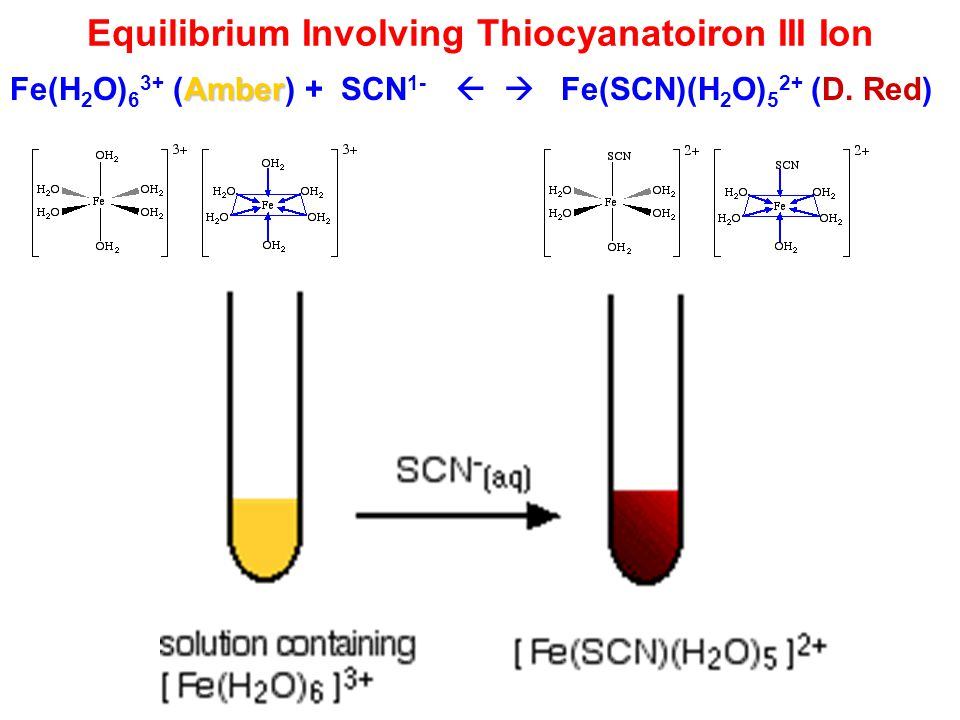 Equilibrium Involving Thiocyanatoiron III Ion
Fe(H₂O)₆³⁺ (Amber) + SCN¹⁻ ← → Fe(SCN)(H₂O)₅²⁺ (D. Red)
OH₂ 3+
H₂O OH₂
Fe
H₂O OH₂
OH₂
OH₂ 3+
H₂O OH₂
Fe
H₂O OH₂
OH₂
SCN 2+
H₂O OH₂
Fe
H₂O OH₂
OH₂
SCN 2+
H₂O OH₂
Fe
H₂O OH₂
OH₂
SCN⁻(aq)
solution containing
[Fe(H₂O)₆]³⁺
[Fe(SCN)(H₂O)₅]²⁺